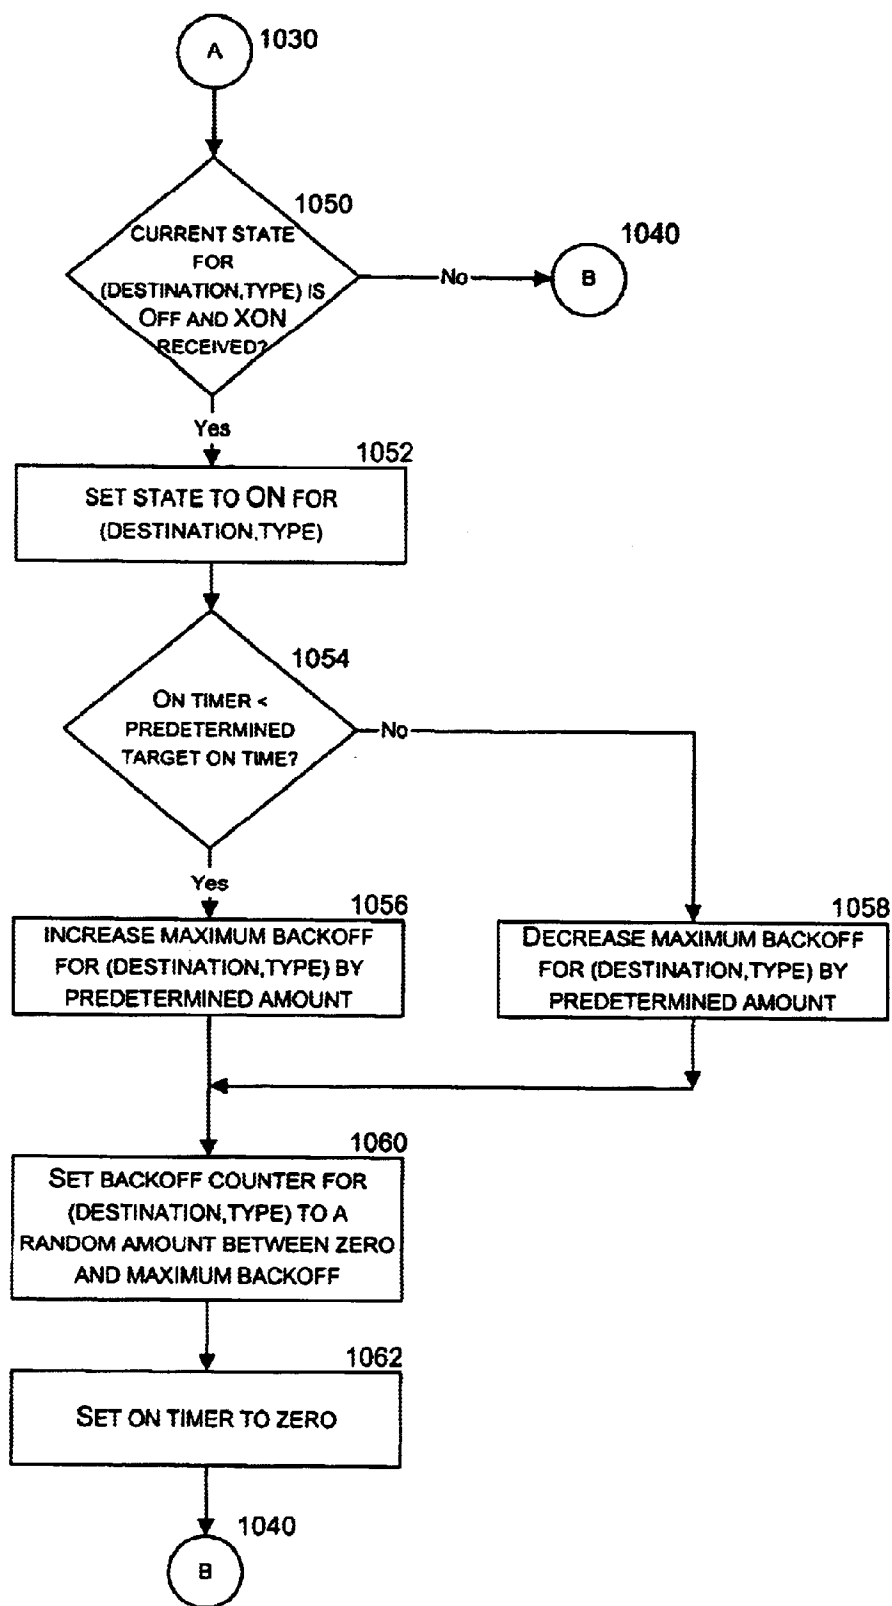 A
1030
1050
CURRENT STATE
FOR
(DESTINATION,TYPE) IS
OFF AND XON
RECEIVED?
No
1040
B
Yes
1052
SET STATE TO ON FOR
(DESTINATION,TYPE)
1054
ON TIMER <
PREDETERMINED
TARGET ON TIME?
No
Yes
1056
INCREASE MAXIMUM BACKOFF
FOR (DESTINATION,TYPE) BY
PREDETERMINED AMOUNT
1058
DECREASE MAXIMUM BACKOFF
FOR (DESTINATION,TYPE) BY
PREDETERMINED AMOUNT
1060
SET BACKOFF COUNTER FOR
(DESTINATION,TYPE) TO A
RANDOM AMOUNT BETWEEN ZERO
AND MAXIMUM BACKOFF
1062
SET ON TIMER TO ZERO
1040
B